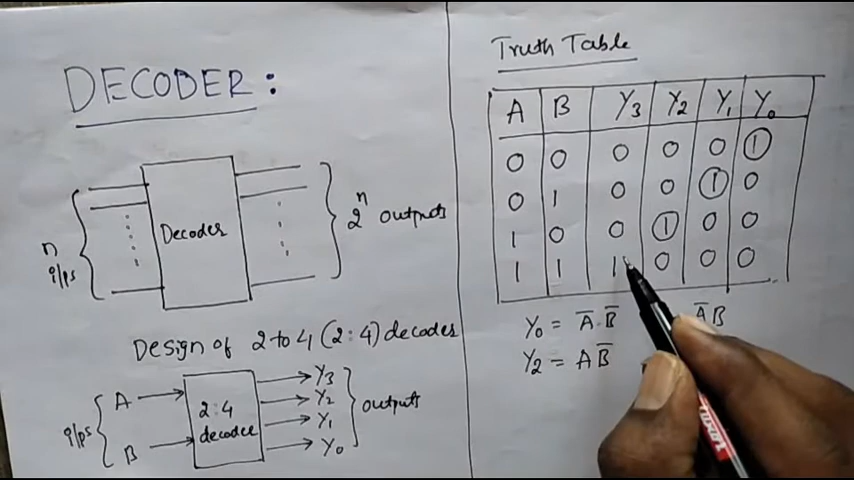 DECODER:
n i/ps
Decoder
2^n outputs
Design of 2 to 4 (2:4) decoder
i/ps
A
B
2:4
decoder
Y3
Y2
Y1
Y0
outputs
Truth Table
A B Y3 Y2 Y1 Y0
0 0 0 0 0 1
0 1 0 0 1 0
1 0 0 1 0 0
1 1 1 0 0 0
Y0 = A̅.B̅
A̅B
Y2 = AB̅